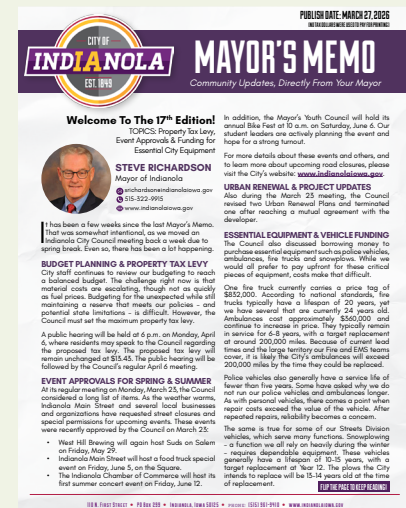 PUBLISH DATE: MARCH 27, 2026
(NO TAX DOLLARS WERE USED TO PAY FOR PRINTING)
CITY OF
INDIANOLA
EST. 1849
MAYOR'S MEMO
Community Updates, Directly From Your Mayor
Welcome To The 17th Edition!
TOPICS: Property Tax Levy,
Event Approvals & Funding for
Essential City Equipment
STEVE RICHARDSON
Mayor of Indianola
srichardson@indianolaiowa.gov
515-322-9915
www.indianolaiowa.gov
It has been a few weeks since the last Mayor's Memo.
That was somewhat intentional, as we moved an
Indianola City Council meeting back a week due to
spring break. Even so, there has been a lot happening.
BUDGET PLANNING & PROPERTY TAX LEVY
City staff continues to review our budgeting to reach
a balanced budget. The challenge right now is that
material costs are escalating, though not as quickly
as fuel prices. Budgeting for the unexpected while still
maintaining a reserve that meets our policies - and
potential state limitations - is difficult. However, the
Council must set the maximum property tax levy.
A public hearing will be held at 6 p.m. on Monday, April
6, where residents may speak to the Council regarding
the proposed tax levy. The proposed tax levy will
remain unchanged at $15.43. The public hearing will be
followed by the Council's regular April 6 meeting.
EVENT APPROVALS FOR SPRING & SUMMER
At its regular meeting on Monday, March 23, the Council
considered a long list of items. As the weather warms,
Indianola Main Street and several local businesses
and organizations have requested street closures and
special permissions for upcoming events. These events
were recently approved by the Council on March 23:
• West Hill Brewing will again host Suds on Salem
on Friday, May 29.
• Indianola Main Street will host a food truck special
event on Friday, June 5, on the Square.
• The Indianola Chamber of Commerce will host its
first summer concert event on Friday, June 12.
In addition, the Mayor's Youth Council will hold its
annual Bike Fest at 10 a.m. on Saturday, June 6. Our
student leaders are actively planning the event and
hope for a strong turnout.
For more details about these events and others, and
to learn more about upcoming road closures, please
visit the City's website: www.indianolaiowa.gov.
URBAN RENEWAL & PROJECT UPDATES
Also during the March 23 meeting, the Council
revised two Urban Renewal Plans and terminated
one after reaching a mutual agreement with the
developer.
ESSENTIAL EQUIPMENT & VEHICLE FUNDING
The Council also discussed borrowing money to
purchase essential equipment such as police vehicles,
ambulances, fire trucks and snowplows. While we
would all prefer to pay upfront for these critical
pieces of equipment, costs make that difficult.
One fire truck currently carries a price tag of
$852,000. According to national standards, fire
trucks typically have a lifespan of 20 years, yet
we have several that are currently 24 years old.
Ambulances cost approximately $360,000 and
continue to increase in price. They typically remain
in service for 6-8 years, with a target replacement
at around 200,000 miles. Because of current lead
times and the large territory our Fire and EMS teams
cover, it is likely the City's ambulances will exceed
200,000 miles by the time they could be replaced.
Police vehicles also generally have a service life of
fewer than five years. Some have asked why we do
not run our police vehicles and ambulances longer.
As with personal vehicles, there comes a point when
repair costs exceed the value of the vehicle. After
repeated repairs, reliability becomes a concern.
The same is true for some of our Streets Division
vehicles, which serve many functions. Snowplowing
- a function we all rely on heavily during the winter
- requires dependable equipment. These vehicles
generally have a lifespan of 10-15 years, with a
target replacement at Year 12. The plows the City
intends to replace will be 13-14 years old at the time
of replacement.
FLIP THE PAGE TO KEEP READING!
110 N. FIRST STREET • PO BOX 299 • INDIANOLA, IOWA 50125 • PHONE: (515) 961-9410 • WWW.INDIANOLAIOWA.GOV